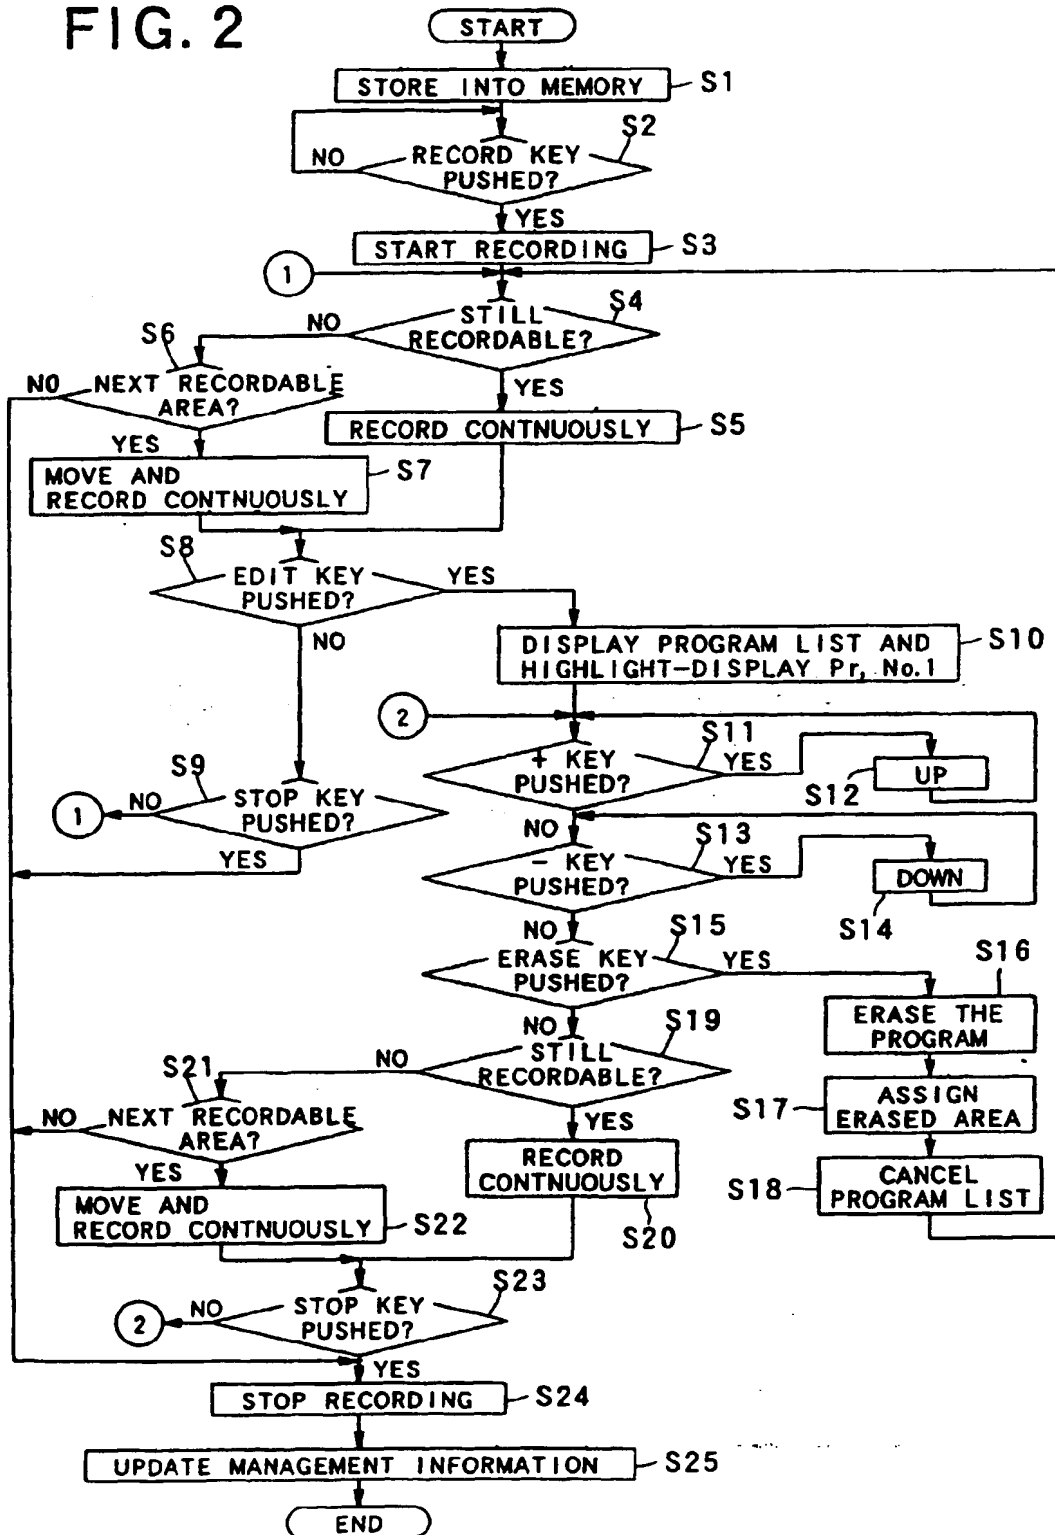 FIG. 2
START
STORE INTO MEMORY
S1
S2
RECORD KEY
PUSHED?
NO
YES
START RECORDING
S3
1
S4
STILL
RECORDABLE?
NO
YES
S6
NO
NEXT RECORDABLE
AREA?
YES
RECORD CONTNUOUSLY
S5
MOVE AND
RECORD CONTNUOUSLY
S7
S8
EDIT KEY
PUSHED?
YES
NO
DISPLAY PROGRAM LIST AND
HIGHLIGHT-DISPLAY Pr, No.1
S10
2
S11
+ KEY
PUSHED?
YES
UP
S12
NO
S9
STOP KEY
PUSHED?
NO
1
YES
S13
- KEY
PUSHED?
YES
DOWN
S14
NO
S15
ERASE KEY
PUSHED?
YES
S16
ERASE THE
PROGRAM
NO
S17
ASSIGN
ERASED AREA
S18
CANCEL
PROGRAM LIST
S19
STILL
RECORDABLE?
NO
YES
S21
NO
NEXT RECORDABLE
AREA?
YES
RECORD
CONTNUOUSLY
S20
MOVE AND
RECORD CONTNUOUSLY
S22
S23
STOP KEY
PUSHED?
NO
2
YES
STOP RECORDING
S24
UPDATE MANAGEMENT INFORMATION
S25
END